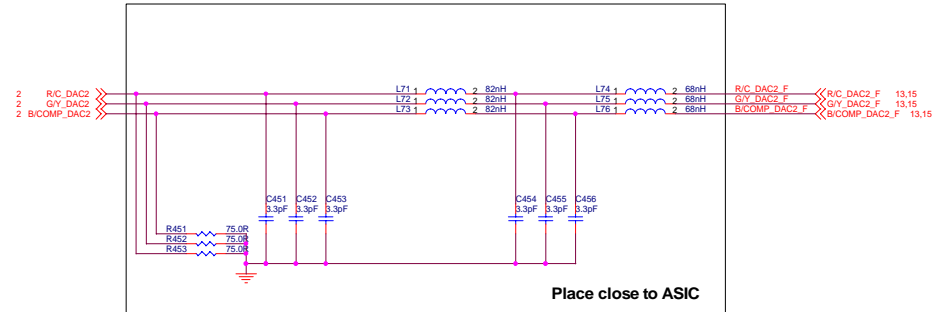 L71 1 2 82nH L74 1 2 68nH R/C_DAC2_F
2 R/C_DAC2 R/C_DAC2_F 13,15
L72 1 2 82nH L75 1 2 68nH G/Y_DAC2_F
2 G/Y_DAC2 G/Y_DAC2_F 13,15
L73 1 2 82nH L76 1 2 68nH B/COMP_DAC2_F
2 B/COMP_DAC2 B/COMP_DAC2_F 13,15
C451 C452 C453 C454 C455 C456
3.3pF 3.3pF 3.3pF 3.3pF 3.3pF 3.3pF
R451 75.0R
R452 75.0R
R453 75.0R
Place close to ASIC